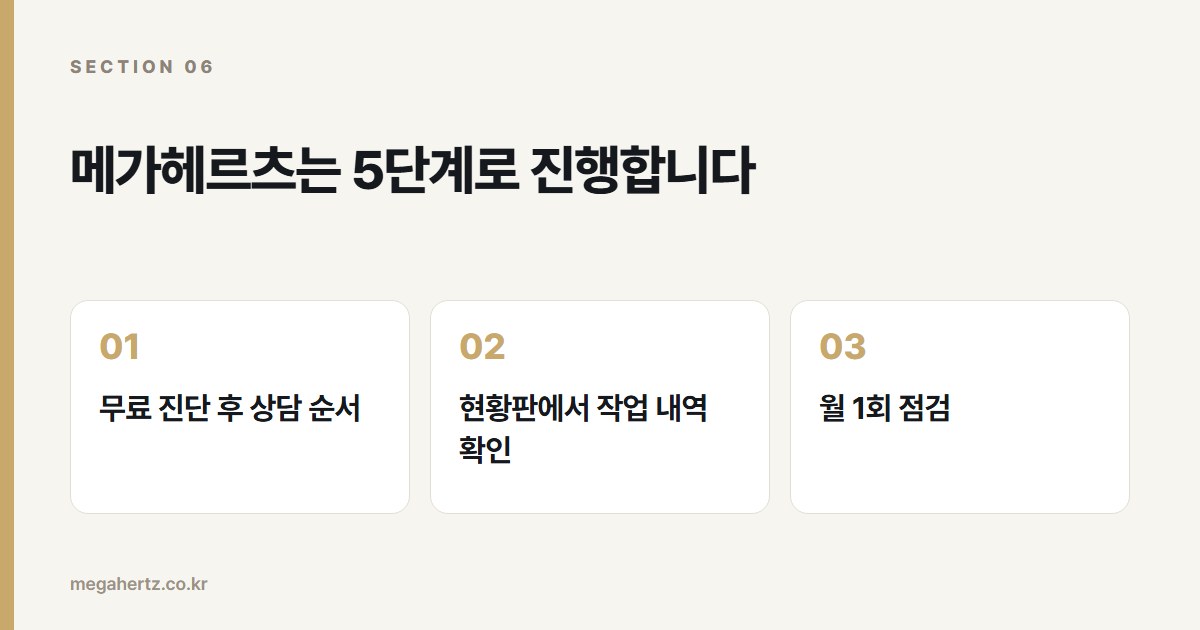 SECTION 06
메가헤르츠는 5단계로 진행합니다
01
무료 진단 후 상담 순서
02
현황판에서 작업 내역
확인
03
월 1회 점검
megahertz.co.kr